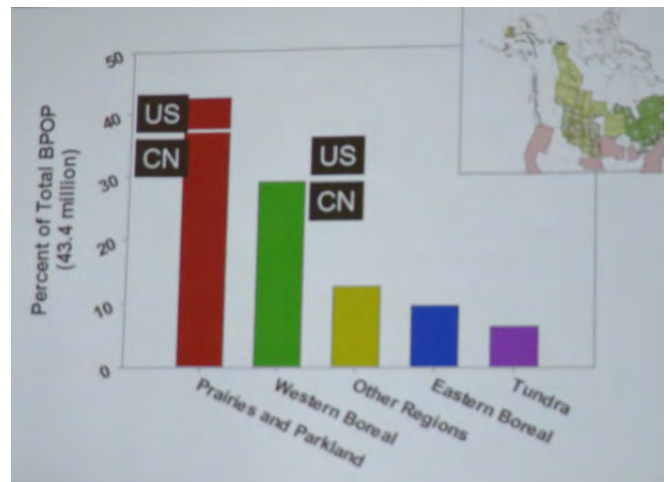 Percent of Total BPOP
(43.4 million)
50
40
30
20
10
0
US
CN
US
CN
Prairies and Parkland
Western Boreal
Other Regions
Eastern Boreal
Tundra